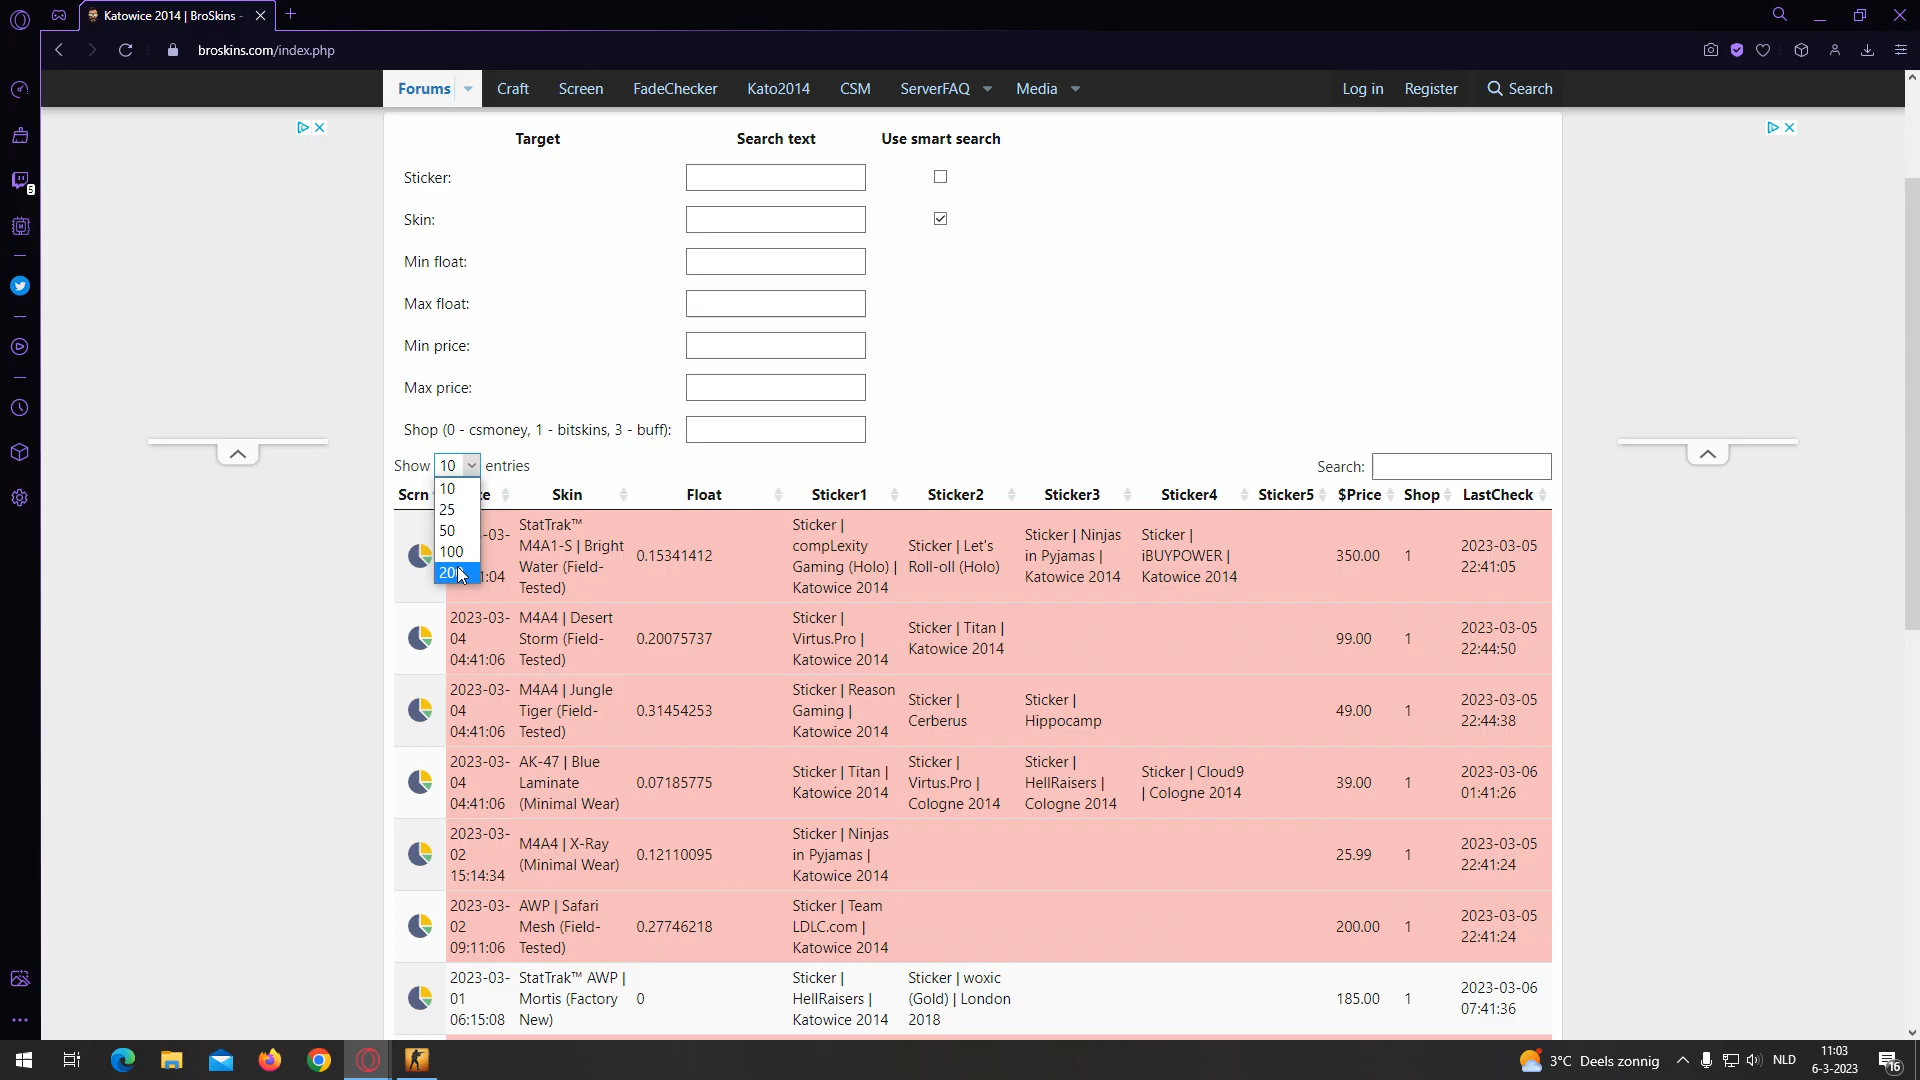 Katowice 2014 | BroSkins -
broskins.com/index.php
Forums Craft Screen FadeChecker Kato2014 CSM ServerFAQ Media Log in Register Search
Target Search text Use smart search
Sticker:
Skin:
Min float:
Max float:
Min price:
Max price:
Shop (0 - csmoney, 1 - bitskins, 3 - buff):
Show 10 entries Search:
10
25
50
100
Scrn Skin Float Sticker1 Sticker2 Sticker3 Sticker4 Sticker5 $Price Shop LastCheck
StatTrak™ M4A1-S | Bright Water (Field-Tested) 0.15341412 Sticker | compLexity Gaming (Holo) | Katowice 2014 Sticker | Let's Roll-oll (Holo) Sticker | Ninjas in Pyjamas | Katowice 2014 Sticker | iBUYPOWER | Katowice 2014 350.00 1 2023-03-05 22:41:05
2023-03-04 04:41:06 M4A4 | Desert Storm (Field-Tested) 0.20075737 Sticker | Virtus.Pro | Katowice 2014 Sticker | Titan | Katowice 2014 99.00 1 2023-03-05 22:44:50
2023-03-04 04:41:06 M4A4 | Jungle Tiger (Field-Tested) 0.31454253 Sticker | Reason Gaming | Katowice 2014 Sticker | Cerberus Sticker | Hippocamp 49.00 1 2023-03-05 22:44:38
2023-03-04 04:41:06 AK-47 | Blue Laminate (Minimal Wear) 0.07185775 Sticker | Titan | Katowice 2014 Sticker | Virtus.Pro | Cologne 2014 Sticker | HellRaisers | Cologne 2014 Sticker | Cloud9 | Cologne 2014 39.00 1 2023-03-06 01:41:26
2023-03-02 15:14:34 M4A4 | X-Ray (Minimal Wear) 0.12110095 Sticker | Ninjas in Pyjamas | Katowice 2014 25.99 1 2023-03-05 22:41:24
2023-03-02 09:11:06 AWP | Safari Mesh (Field-Tested) 0.27746218 Sticker | Team LDLC.com | Katowice 2014 200.00 1 2023-03-05 22:41:24
2023-03-01 06:15:08 StatTrak™ AWP | Mortis (Factory New) 0 Sticker | HellRaisers | Katowice 2014 Sticker | woxic (Gold) | London 2018 185.00 1 2023-03-06 07:41:36
3°C Deels zonnig NLD 11:03
6-3-2023
16
5